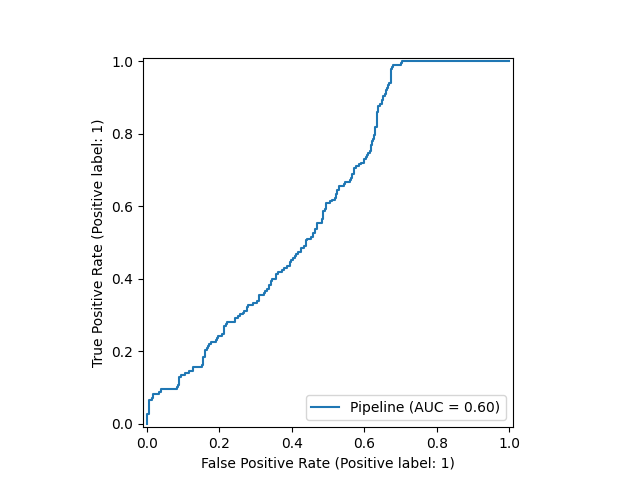 True Positive Rate (Positive label: 1)
1.0
0.8
0.6
0.4
0.2
0.0
Pipeline (AUC = 0.60)
0.0 0.2 0.4 0.6 0.8 1.0
False Positive Rate (Positive label: 1)